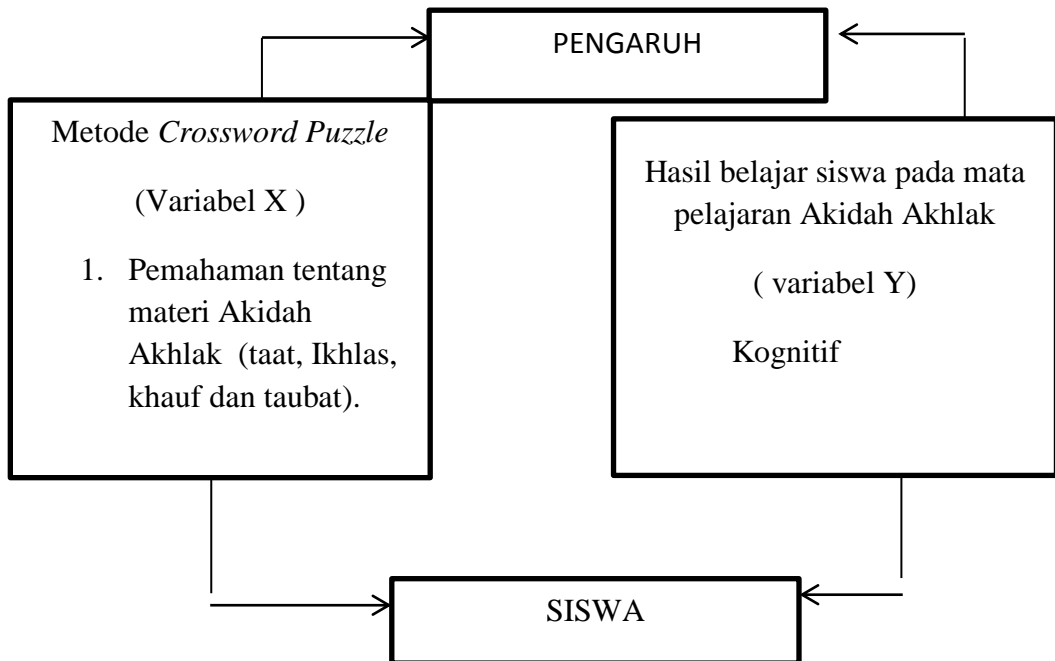 PENGARUH
Metode Crossword Puzzle
(Variabel X )
1. Pemahaman tentang
materi Akidah
Akhlak (taat, Ikhlas,
khauf dan taubat).
Hasil belajar siswa pada mata
pelajaran Akidah Akhlak
( variabel Y)
Kognitif
SISWA